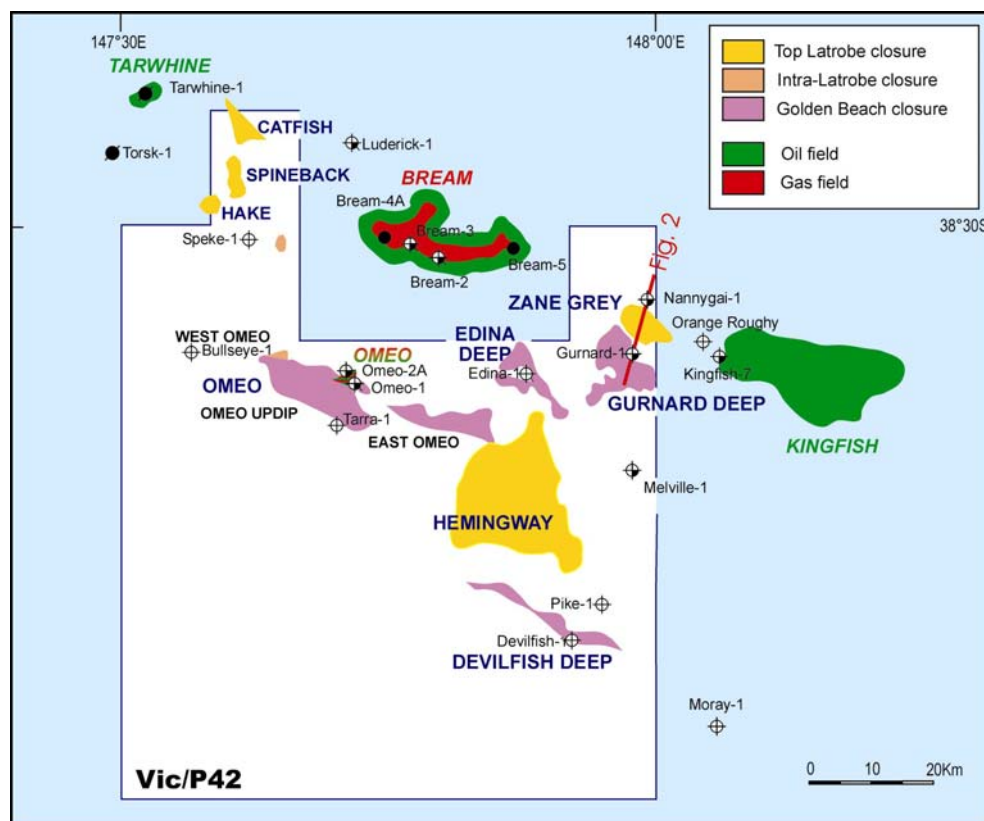 147°30E
148°00'E
TARWHINE
Tarwhine-1
Torsk-1
CATFISH
SPINEBACK
HAKE
Speke-1
Luderick-1
BREAM
Bream-4A
Bream-3
Bream-2
Bream-5
Top Latrobe closure
Intra-Latrobe closure
Golden Beach closure
Oil field
Gas field
38°30S
Fig. 2
ZANE GREY
Nannygai-1
Orange Roughy
Gurnard-1
Kingfish-7
GURNARD DEEP
KINGFISH
EDINA
DEEP
Edina-1
WEST OMEO
Bullseye-1
OMEO
Omeo-2A
Omeo-1
OMEO
OMEO UPDIP
Tarra-1
EAST OMEO
Melville-1
HEMINGWAY
Pike-1
Devilfish-1
DEVILFISH DEEP
Moray-1
Vic/P42
0 10 20Km